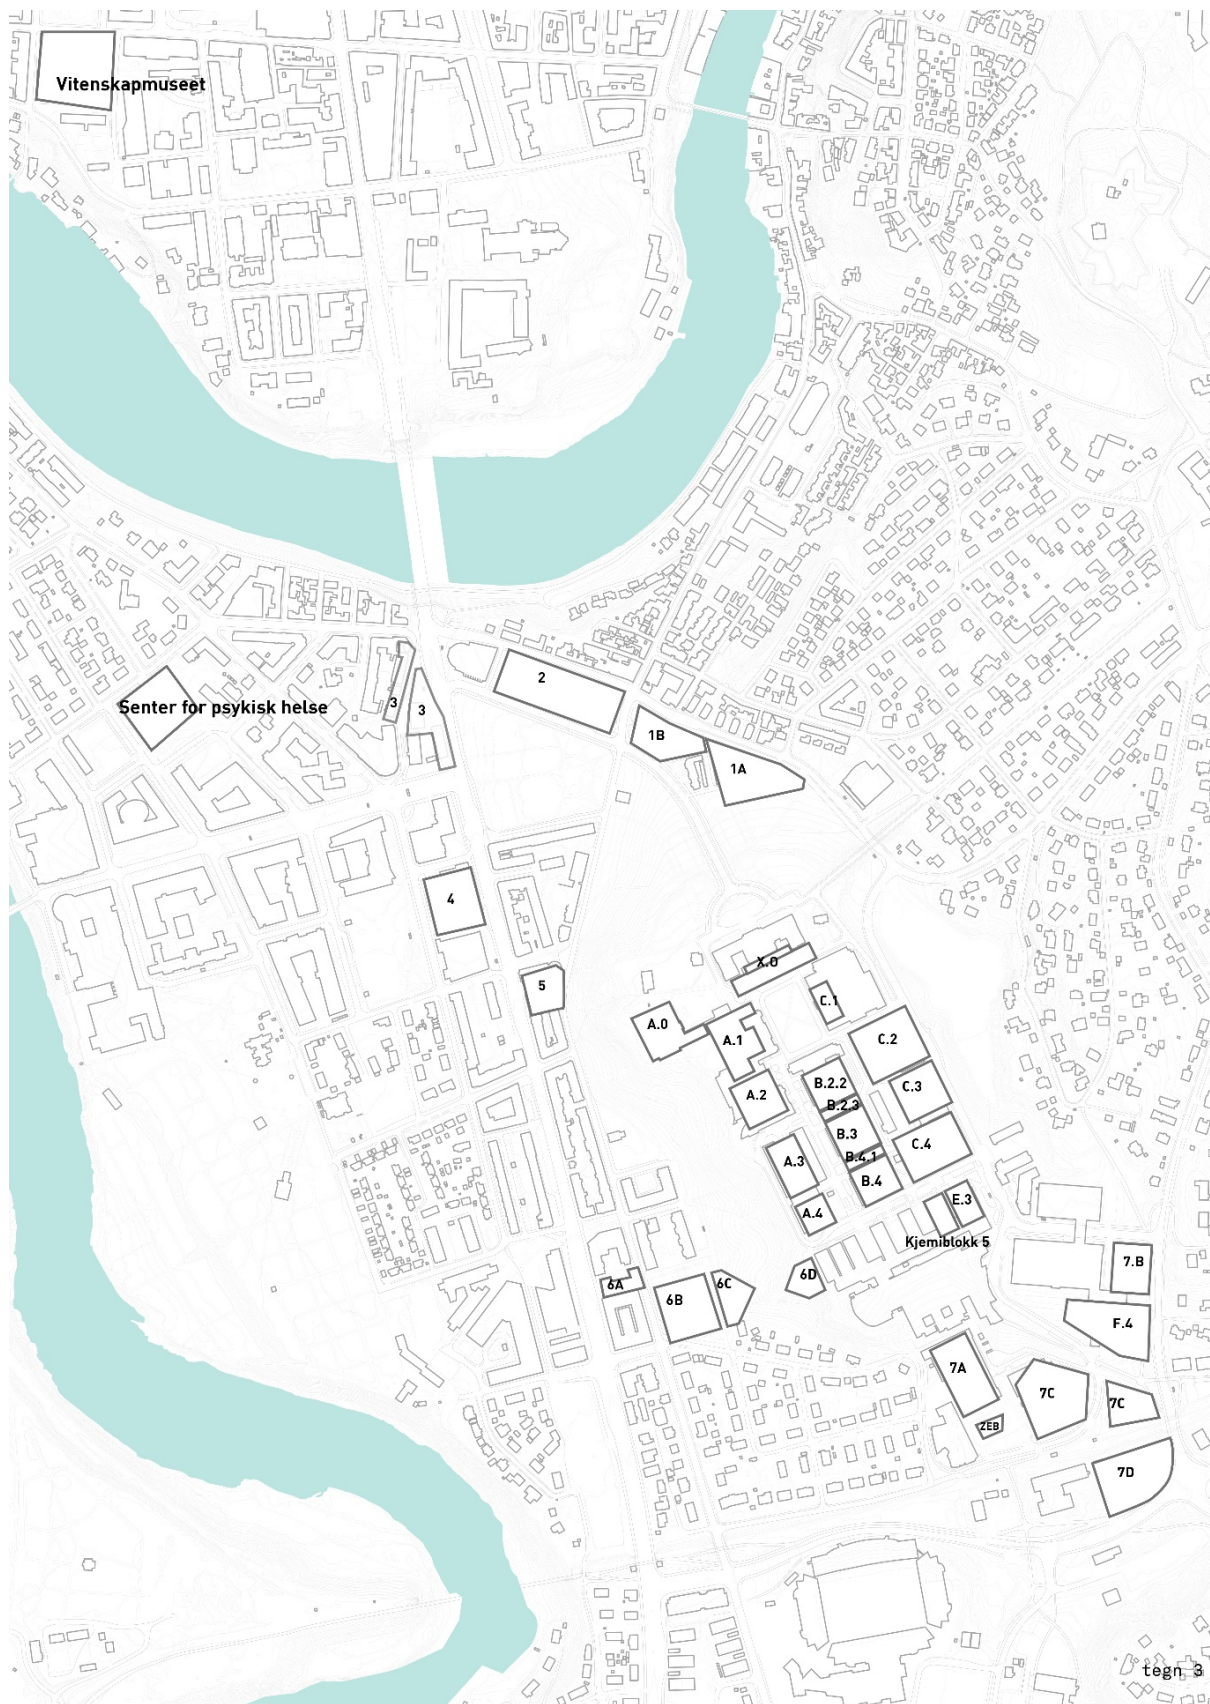 Vitenskapmuseet
2
Senter for psykisk helse
3
3
1B
1A
4
X.O
5
C.1
A.0
A.1
C.2
B.2.2
C.3
A.2
B.2.3
B.3
C.4
B.4.1
A.3
B.4
E.3
A.4
Kjemiblokk 5
7.B
6D
6A
6C
6B
F.4
7A
7C
7C
ZEB
7D
tegn 3